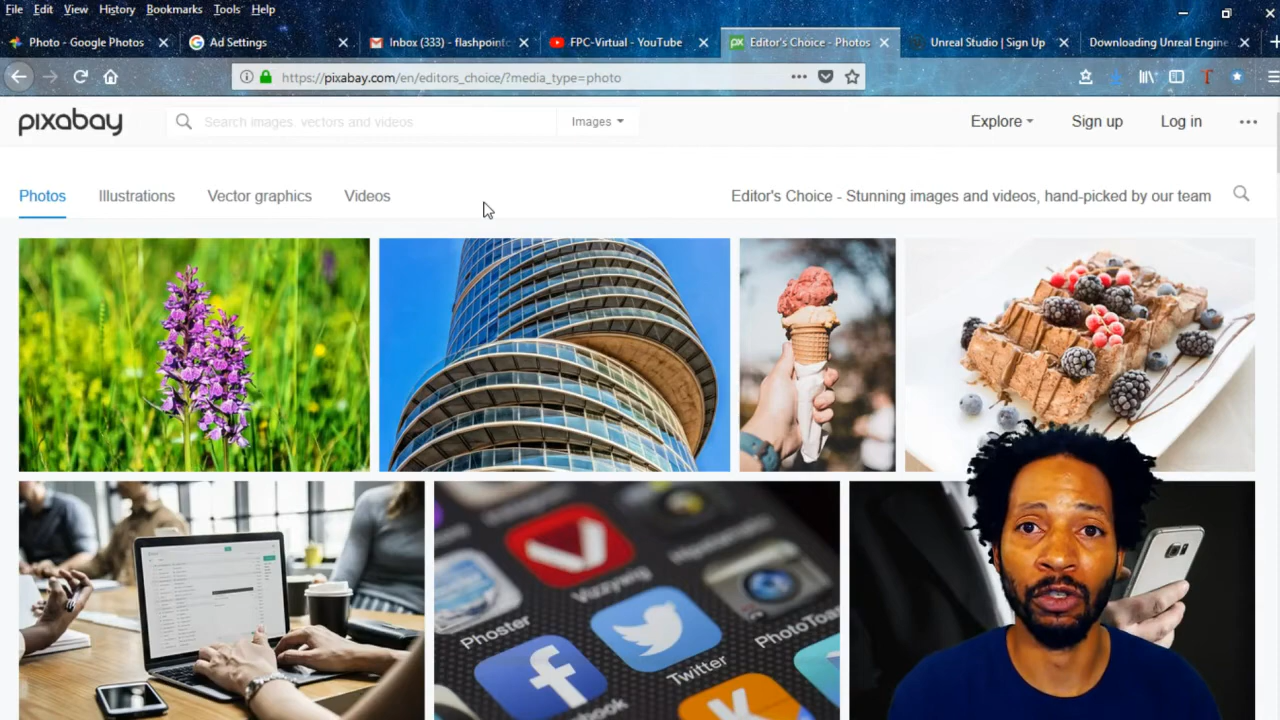 File Edit View History Bookmarks Tools Help
Photo - Google Photos
Ad Settings
Inbox (333) - flashpointc
FPC-Virtual - YouTube
Editor's Choice - Photos
Unreal Studio | Sign Up
Downloading Unreal Engine
https://pixabay.com/en/editors_choice/?media_type=photo
pixabay
Search images, vectors and videos
Images
Explore
Sign up
Log in
Photos
Illustrations
Vector graphics
Videos
Editor's Choice - Stunning images and videos, hand-picked by our team
Phoster
Twitter
PhotoToas